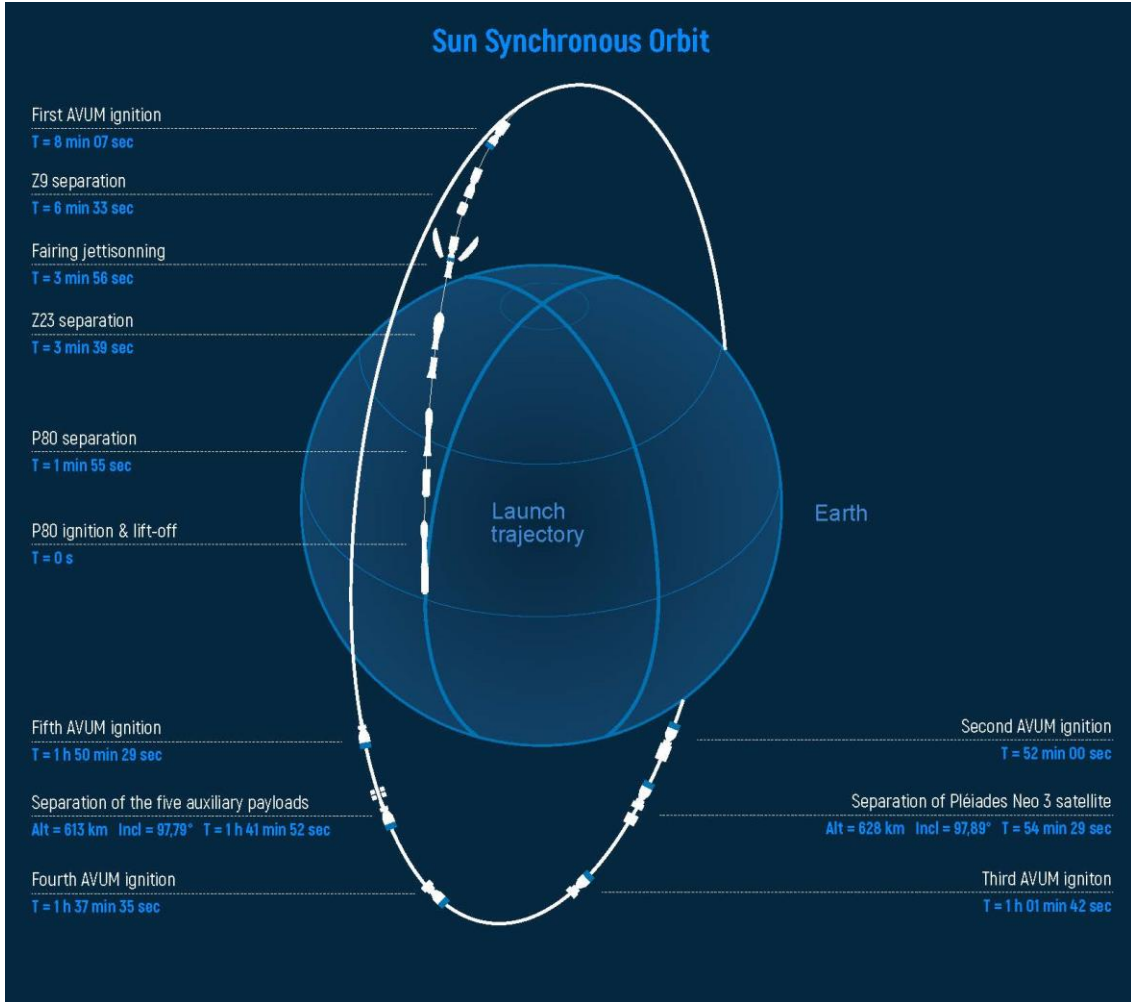 Sun Synchronous Orbit
First AVUM ignition
T = 8 min 07 sec
Z9 separation
T = 6 min 33 sec
Fairing jettisonning
T = 3 min 56 sec
Z23 separation
T = 3 min 39 sec
P80 separation
T = 1 min 55 sec
P80 ignition & lift-off
T = 0 s
Launch
trajectory
Earth
Fifth AVUM ignition
T = 1 h 50 min 29 sec
Separation of the five auxiliary payloads
Alt = 613 km Incl = 97,79° T = 1 h 41 min 52 sec
Fourth AVUM ignition
T = 1 h 37 min 35 sec
Second AVUM ignition
T = 52 min 00 sec
Separation of Pléiades Neo 3 satellite
Alt = 628 km Incl = 97,89° T = 54 min 29 sec
Third AVUM igniton
T = 1 h 01 min 42 sec